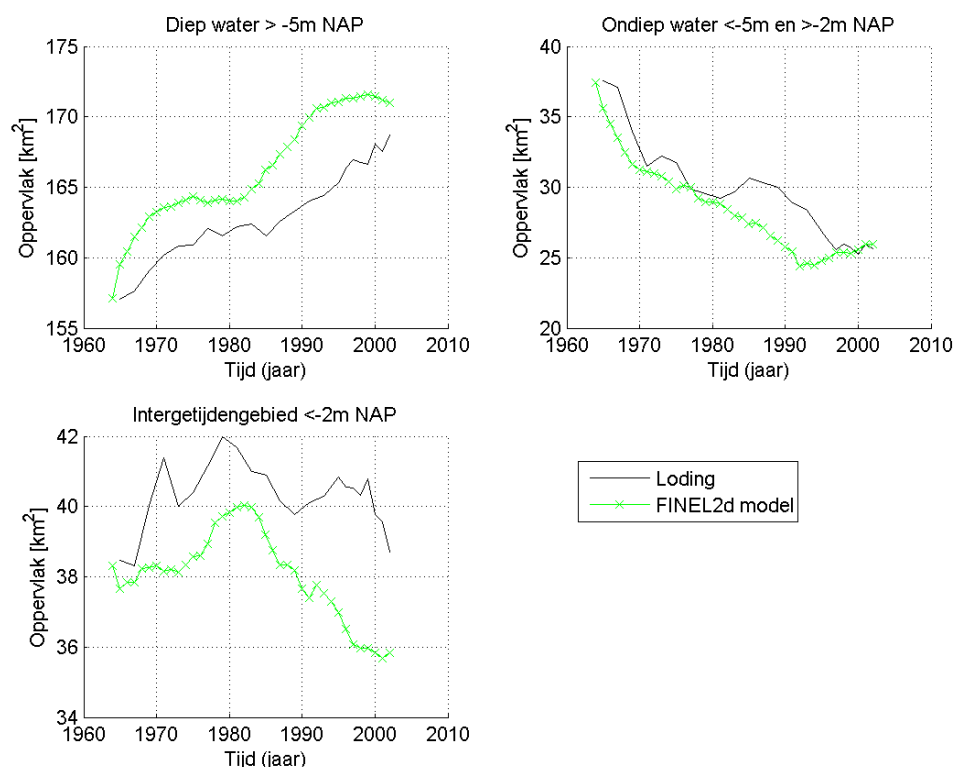 Diep water > -5m NAP
175
170
165
160
155
Oppervlak [km²]
1960 1970 1980 1990 2000 2010
Tijd (jaar)
Ondiep water <-5m en >-2m NAP
40
35
30
25
20
Oppervlak [km²]
1960 1970 1980 1990 2000 2010
Tijd (jaar)
Intergetijdengebied <-2m NAP
42
40
38
36
34
Oppervlak [km²]
1960 1970 1980 1990 2000 2010
Tijd (jaar)
Loding
FINEL2d model